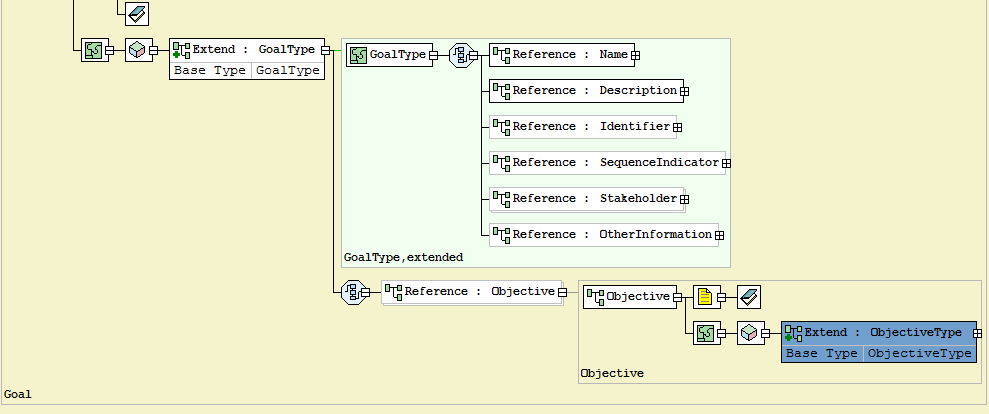 Extend : GoalType
Base Type GoalType
GoalType
Reference : Name
Reference : Description
Reference : Identifier
Reference : SequenceIndicator
Reference : Stakeholder
Reference : OtherInformation
GoalType,extended
Reference : Objective
Objective
Extend : ObjectiveType
Base Type ObjectiveType
Objective
Goal